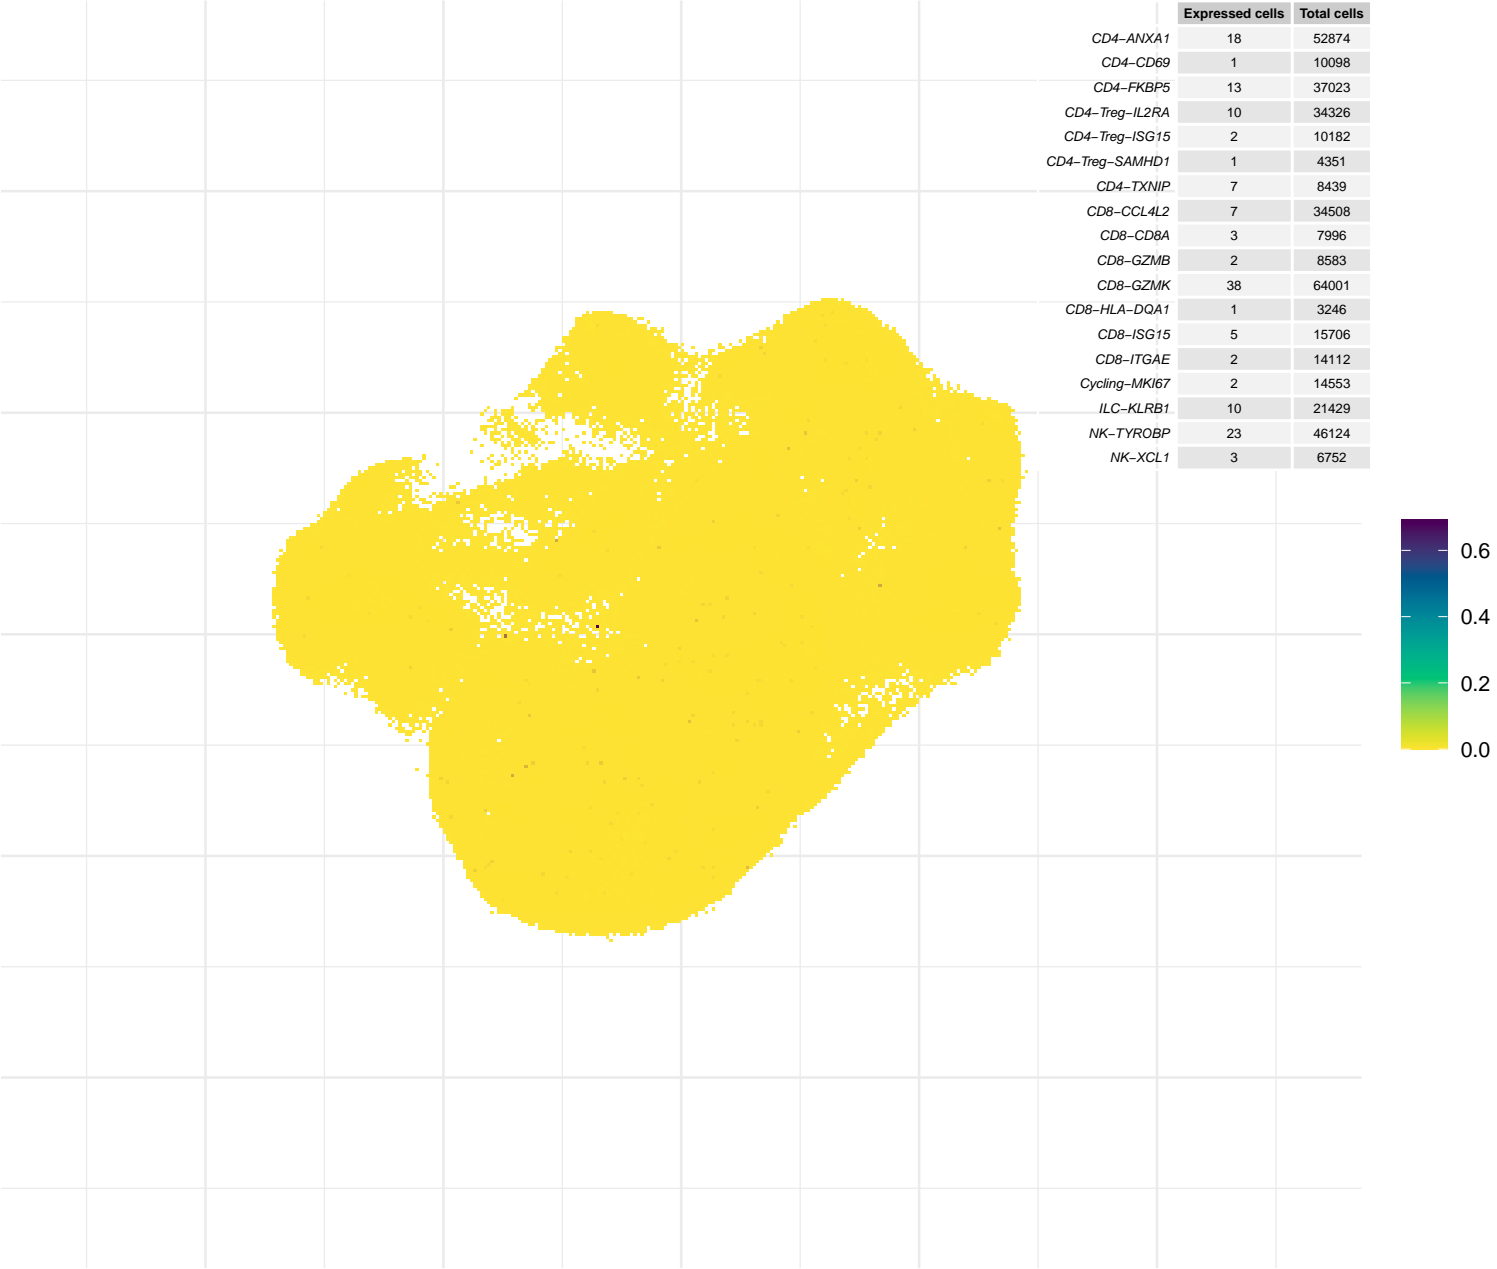 Expressed cells Total cells
CD4−ANXA1 18 52874
CD4−CD69 1 10098
CD4−FKBP5 13 37023
CD4−Treg−IL2RA 10 34326
CD4−Treg−ISG15 2 10182
CD4−Treg−SAMHD1 1 4351
CD4−TXNIP 7 8439
CD8−CCL4L2 7 34508
CD8−CD8A 3 7996
CD8−GZMB 2 8583
CD8−GZMK 38 64001
CD8−HLA−DQA1 1 3246
CD8−ISG15 5 15706
CD8−ITGAE 2 14112
Cycling−MKI67 2 14553
ILC−KLRB1 10 21429
NK−TYROBP 23 46124
NK−XCL1 3 6752
0.6
0.4
0.2
0.0